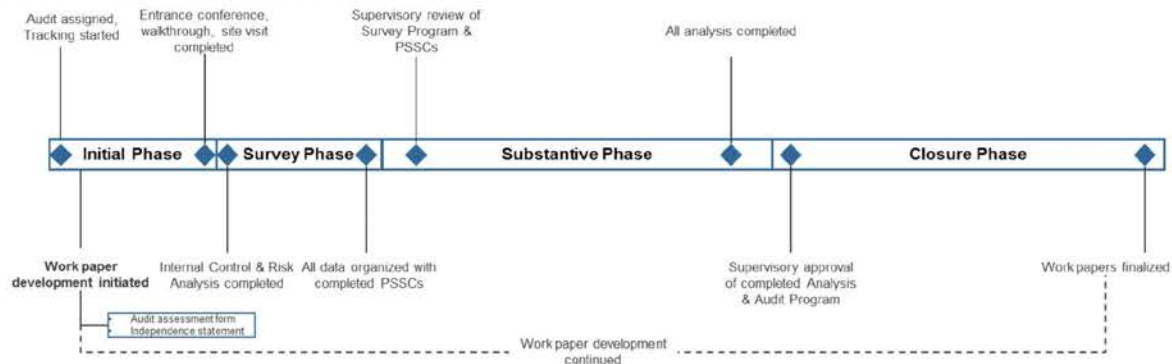 Audit assigned,
Tracking started
Entrance conference,
walkthrough, site visit
completed
Supervisory review of
Survey Program &
PSSCs
All analysis completed
Initial Phase
Survey Phase
Substantive Phase
Closure Phase
Work paper
development initiated
Internal Control & Risk
Analysis completed
All data organized with
completed PSSCs
Supervisory approval
of completed Analysis
& Audit Program
Work papers finalized
• Audit assessment form
• Independence statement
Work paper development
continued